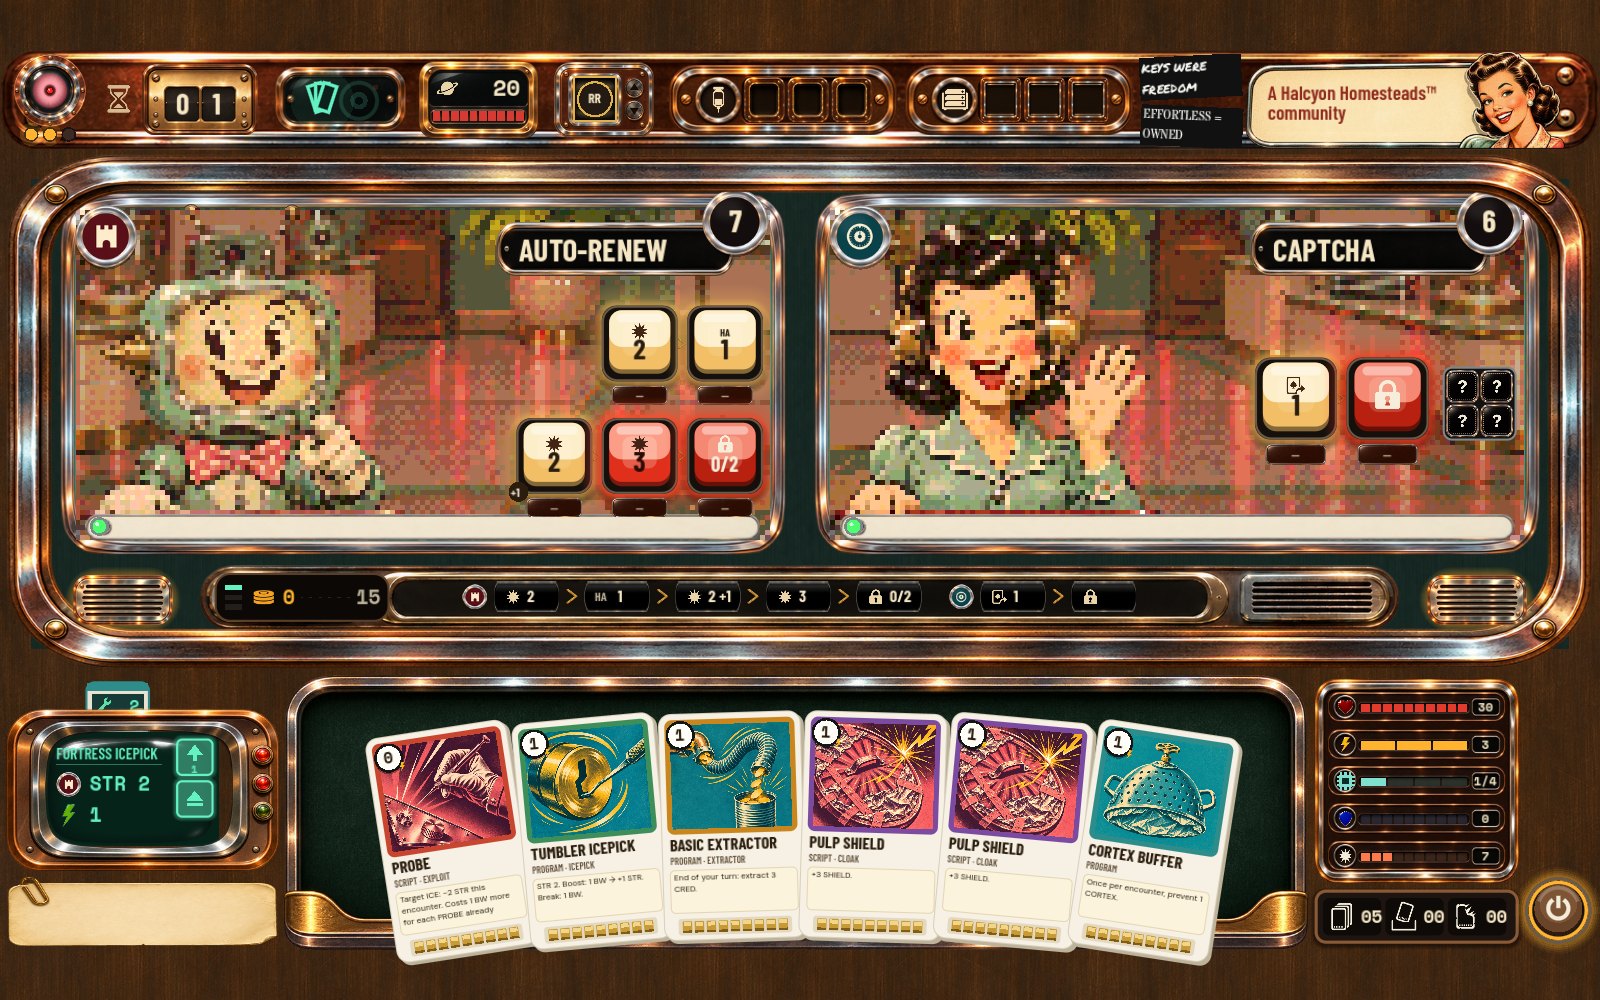 01
20
RR
KEYS WERE
FREEDOM
EFFORTLESS =
OWNED
A Halcyon Homesteads™
community
AUTO-RENEW
7
2
HA
1
2
3
0/2
+1
CAPTCHA
6
1
? ?
? ?
0
15
2
HA 1
2 +1
3
0/2
1
2
FORTRESS ICEPICK
STR 2
1
1
0
PROBE
SCRIPT · EXPLOIT
Target ICE: −2 STR this
encounter. Costs 1 BW more
for each PROBE already
1
TUMBLER ICEPICK
PROGRAM · ICEPICK
STR 2. Boost: 1 BW → +1 STR.
Break: 1 BW.
1
BASIC EXTRACTOR
PROGRAM · EXTRACTOR
End of your turn: extract 3
CRED.
1
PULP SHIELD
SCRIPT · CLOAK
+3 SHIELD.
1
PULP SHIELD
SCRIPT · CLOAK
+3 SHIELD.
1
CORTEX BUFFER
PROGRAM
Once per encounter, prevent 1
CORTEX.
30
3
1/4
0
7
05
00
00